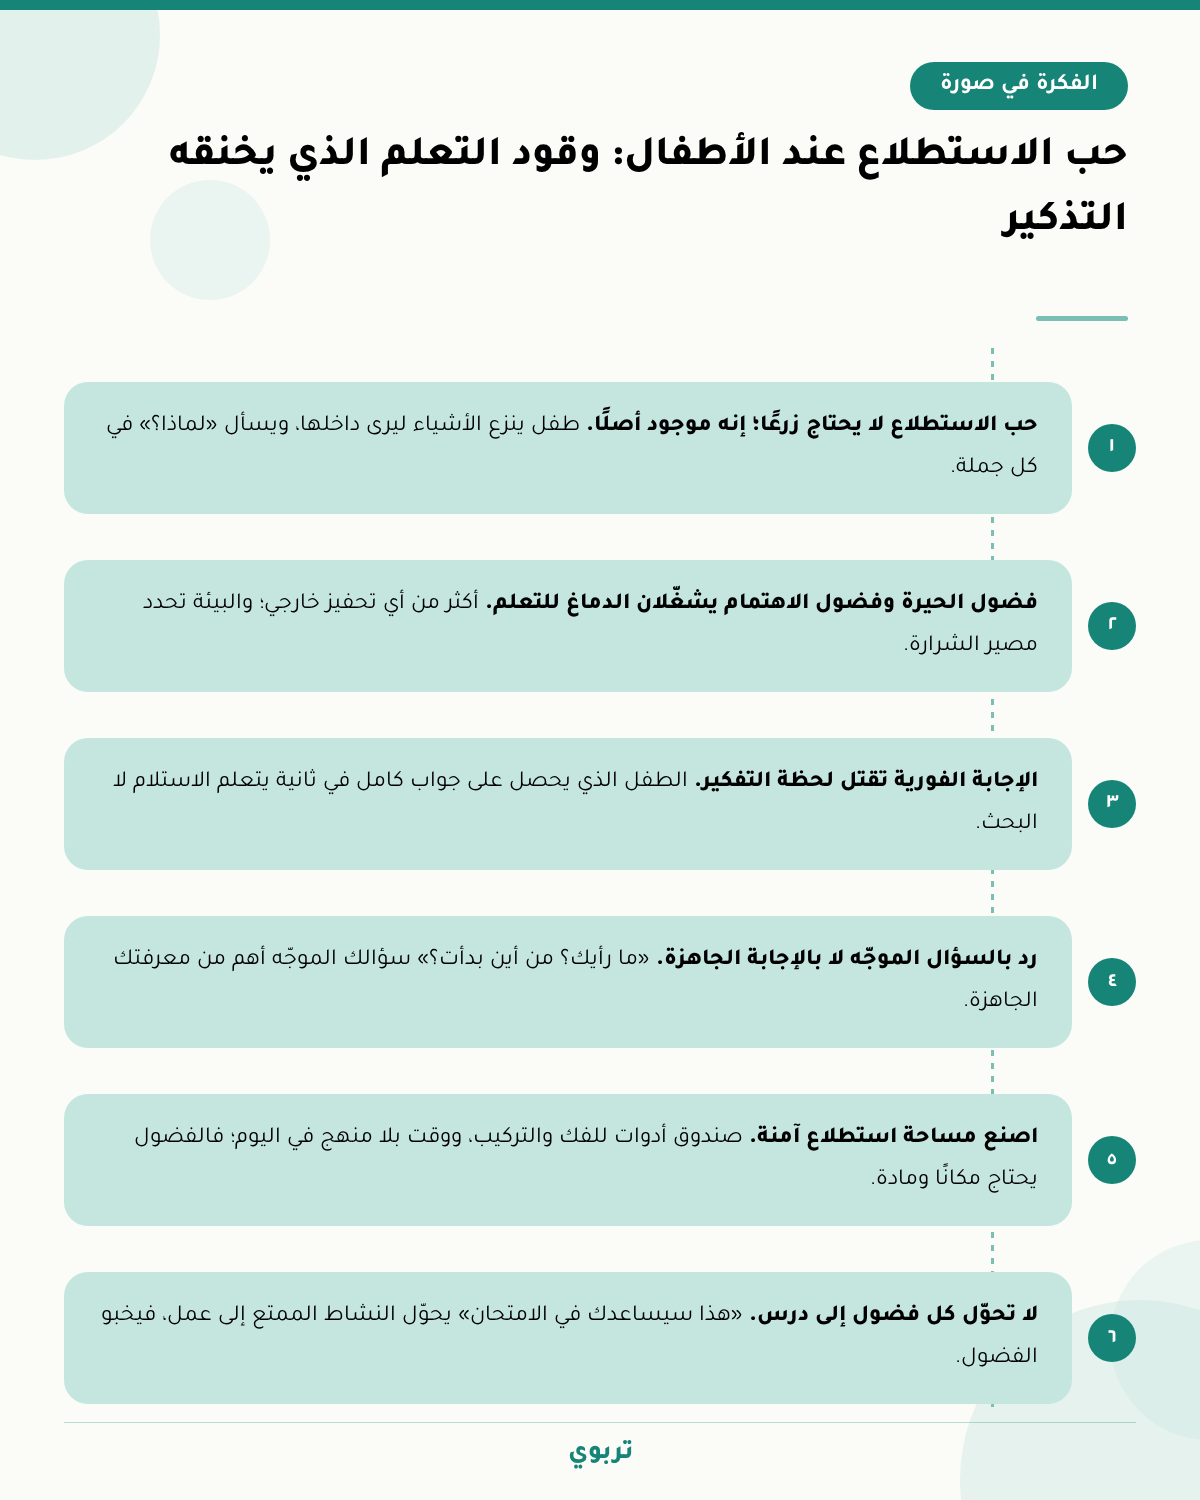 الفكرة في صورة
حب الاستطلاع عند الأطفال: وقود التعلم الذي يخنقه
التذكير
١
حب الاستطلاع لا يحتاج زرعًا؛ إنه موجود أصلًا. طفل ينزع الأشياء ليرى داخلها، ويسأل «لماذا؟» في
كل جملة.
٢
فضول الحيرة وفضول الاهتمام يشغّلان الدماغ للتعلم. أكثر من أي تحفيز خارجي؛ والبيئة تحدد
مصير الشرارة.
٣
الإجابة الفورية تقتل لحظة التفكير. الطفل الذي يحصل على جواب كامل في ثانية يتعلم الاستلام لا
البحث.
٤
رد بالسؤال الموجّه لا بالإجابة الجاهزة. «ما رأيك؟ من أين بدأت؟» سؤالك الموجّه أهم من معرفتك
الجاهزة.
٥
اصنع مساحة استطلاع آمنة. صندوق أدوات للفك والتركيب، ووقت بلا منهج في اليوم؛ فالفضول
يحتاج مكانًا ومادة.
٦
لا تحوّل كل فضول إلى درس. «هذا سيساعدك في الامتحان» يحوّل النشاط الممتع إلى عمل، فيخبو
الفضول.
تربوي